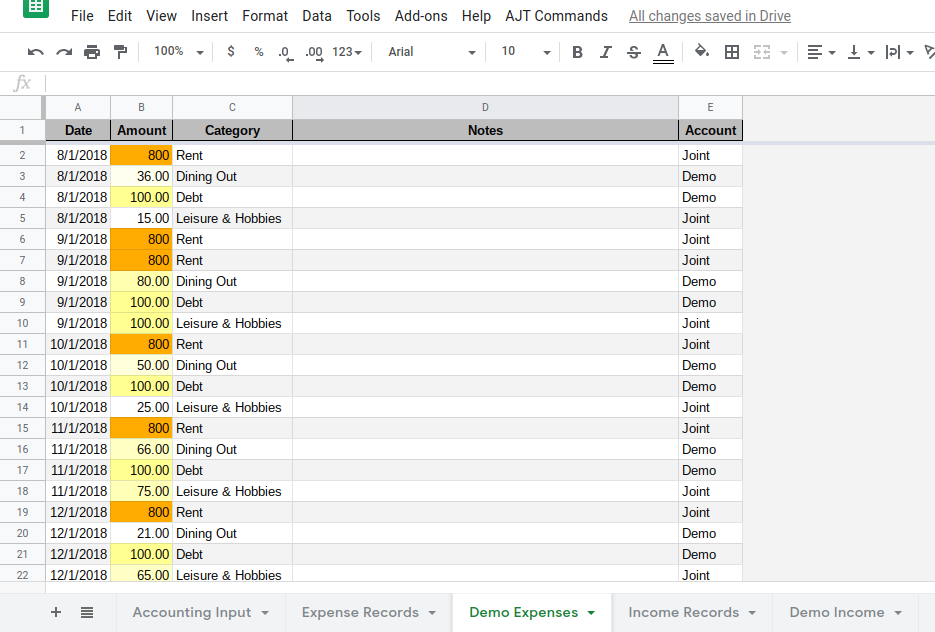 File Edit View Insert Format Data Tools Add-ons Help AJT Commands All changes saved in Drive
100% $ % .0 .00 123 Arial 10 B I S A
fx
A B C D E
1 Date Amount Category Notes Account
2 8/1/2018 800 Rent Joint
3 8/1/2018 36.00 Dining Out Demo
4 8/1/2018 100.00 Debt Demo
5 8/1/2018 15.00 Leisure & Hobbies Joint
6 9/1/2018 800 Rent Joint
7 9/1/2018 800 Rent Joint
8 9/1/2018 80.00 Dining Out Demo
9 9/1/2018 100.00 Debt Demo
10 9/1/2018 100.00 Leisure & Hobbies Joint
11 10/1/2018 800 Rent Joint
12 10/1/2018 50.00 Dining Out Demo
13 10/1/2018 100.00 Debt Demo
14 10/1/2018 25.00 Leisure & Hobbies Joint
15 11/1/2018 800 Rent Joint
16 11/1/2018 66.00 Dining Out Demo
17 11/1/2018 100.00 Debt Demo
18 11/1/2018 75.00 Leisure & Hobbies Joint
19 12/1/2018 800 Rent Joint
20 12/1/2018 21.00 Dining Out Demo
21 12/1/2018 100.00 Debt Demo
22 12/1/2018 65.00 Leisure & Hobbies Joint
+ Accounting Input Expense Records Demo Expenses Income Records Demo Income